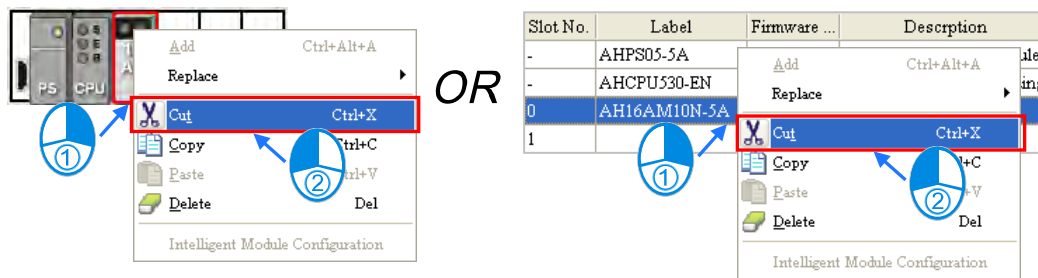 PS CPU
Add Ctrl+Alt+A
Replace
Cut Ctrl+X
Copy Ctrl+C
Paste Ctrl+V
Delete Del
Intelligent Module Configuration
①
②
OR
Slot No. Label Firmware ... Descrption
- AHPS05-5A
- AHCPU530-EN
0 AH16AM10N-5A
1
Add Ctrl+Alt+A
Replace
Cut Ctrl+X
Copy
Paste
Delete Del
Intelligent Module Configuration
①
②